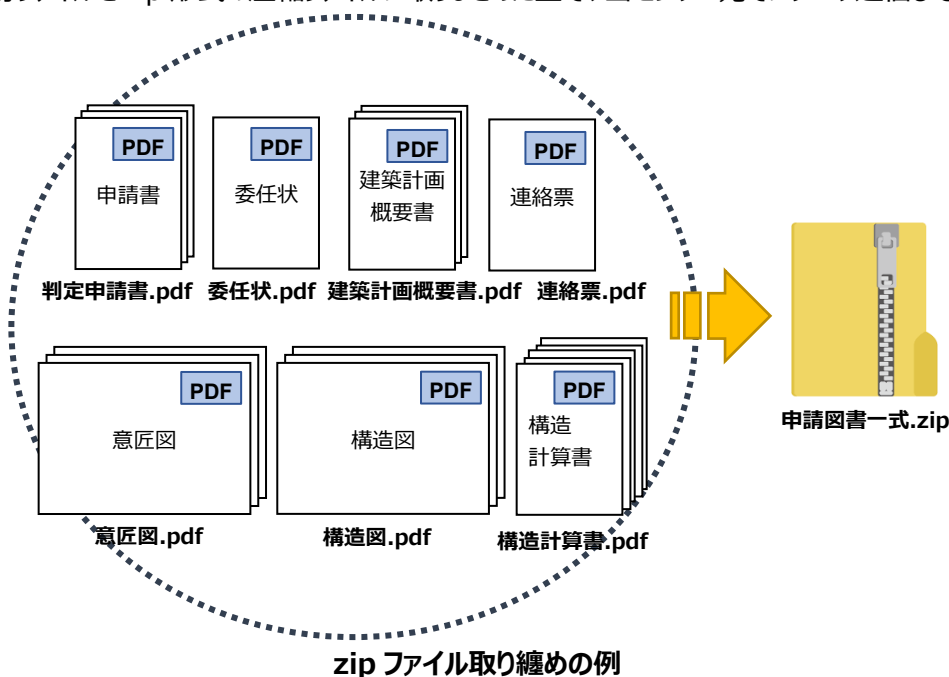 PDF
申請書
PDF
委任状
PDF
建築計画
概要書
PDF
連絡票
判定申請書.pdf 委任状.pdf 建築計画概要書.pdf 連絡票.pdf
PDF
意匠図
PDF
構造図
PDF
構造
計算書
申請図書一式.zip
意匠図.pdf 構造図.pdf 構造計算書.pdf
zip ファイル取り纏めの例